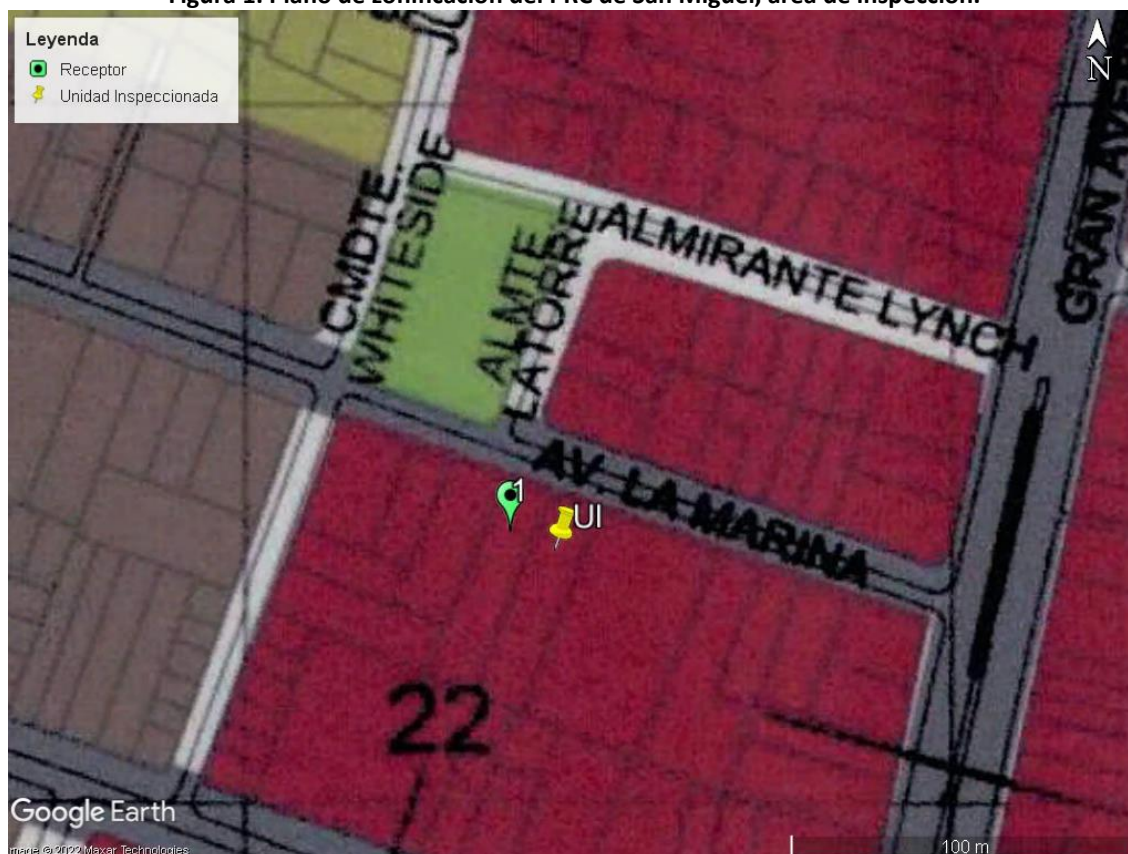 Figura 1. Plano de zonificación del PRC de San Miguel, área de inspección.
Leyenda
Receptor
Unidad Inspeccionada
N
GRAN AVE
CMDTE.
WHITESIDE
ALMTE
LATORRE
ALMIRANTE LYNCH
AV. LA MARINA
1
UI
22
Google Earth
Image © 2022 Maxar Technologies
100 m